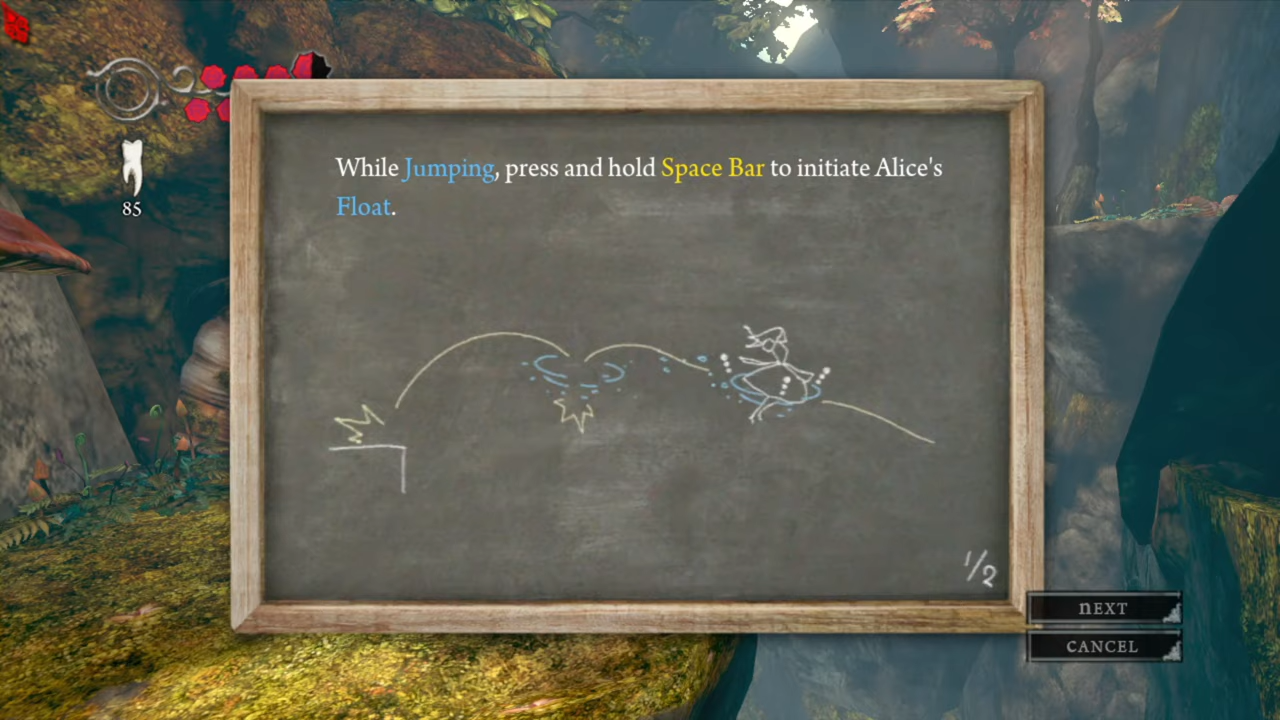 While Jumping, press and hold Space Bar to initiate Alice's
Float.
85
1/2
NEXT
CANCEL